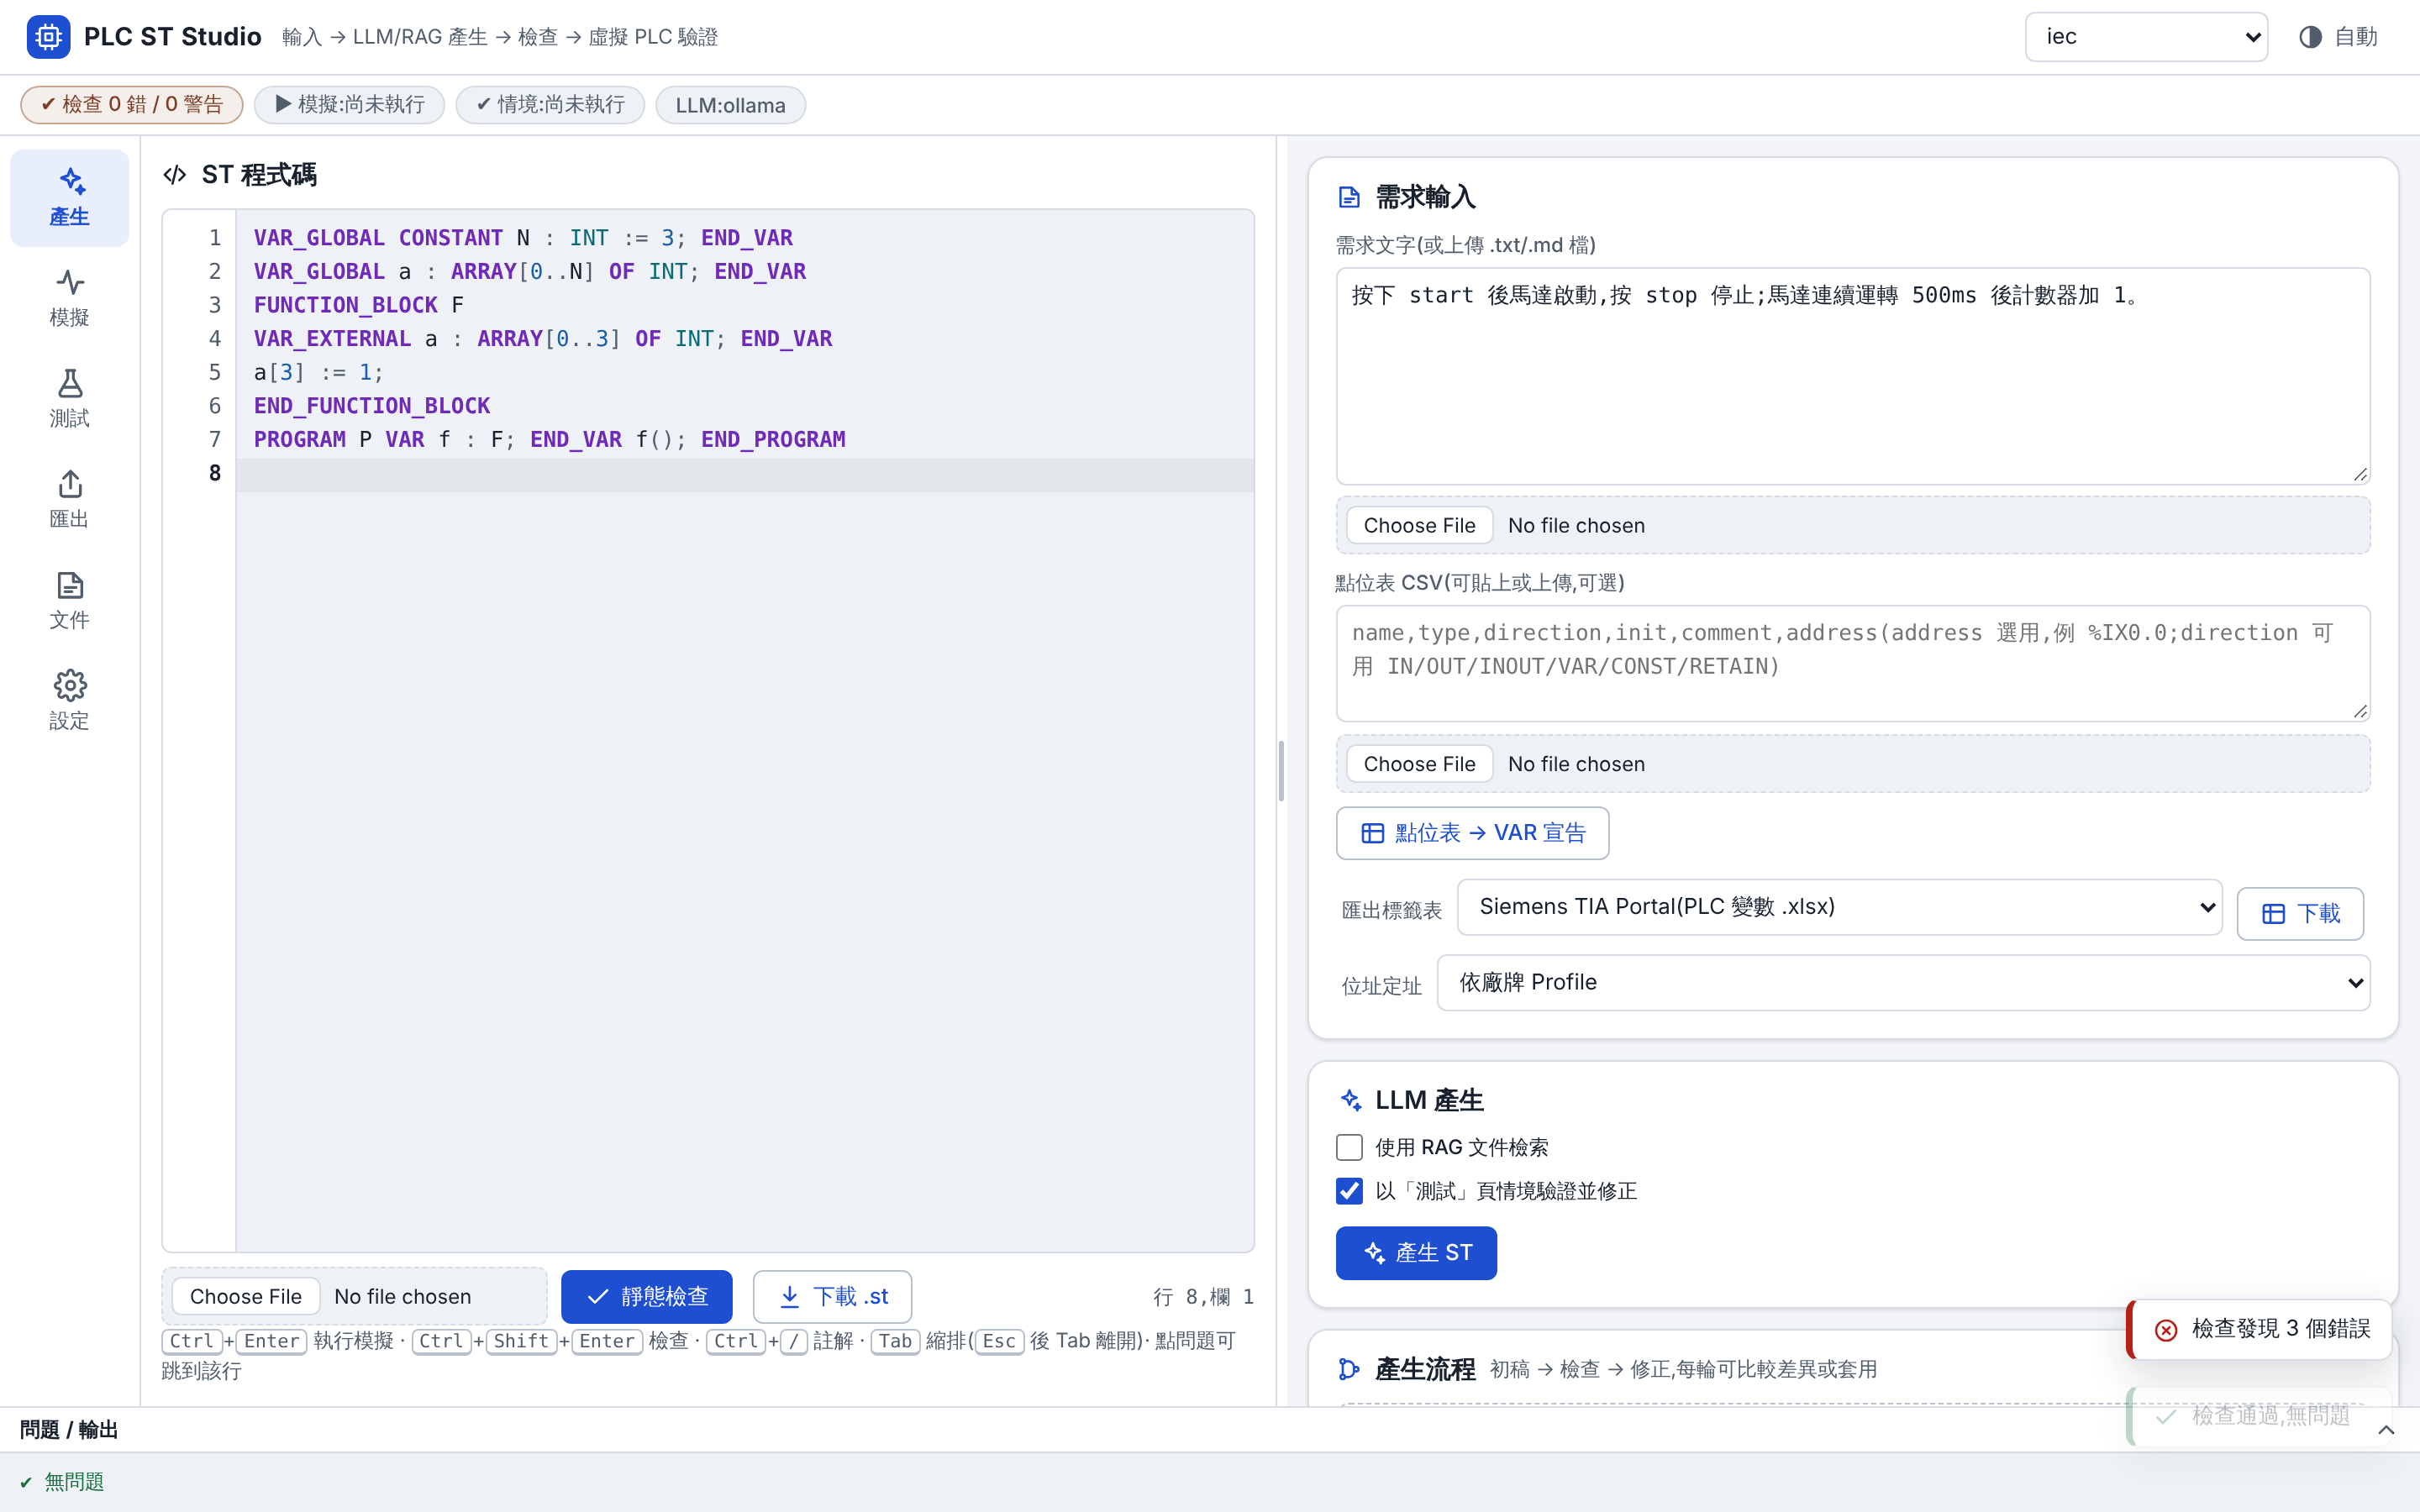 PLC ST Studio 輸入 → LLM/RAG 產生 → 檢查 → 虛擬 PLC 驗證
iec
自動
✔ 檢查 0 錯 / 0 警告
▶ 模擬:尚未執行
✔ 情境:尚未執行
LLM:ollama
產生
模擬
測試
匯出
文件
設定
ST 程式碼
1 VAR_GLOBAL CONSTANT N : INT := 3; END_VAR
2 VAR_GLOBAL a : ARRAY[0..N] OF INT; END_VAR
3 FUNCTION_BLOCK F
4 VAR_EXTERNAL a : ARRAY[0..3] OF INT; END_VAR
5 a[3] := 1;
6 END_FUNCTION_BLOCK
7 PROGRAM P VAR f : F; END_VAR f(); END_PROGRAM
8
Choose File No file chosen
靜態檢查
下載 .st
行 8,欄 1
Ctrl+Enter 執行模擬 · Ctrl+Shift+Enter 檢查 · Ctrl+/ 註解 · Tab 縮排(Esc 後 Tab 離開)· 點問題可
跳到該行
需求輸入
需求文字(或上傳 .txt/.md 檔)
按下 start 後馬達啟動,按 stop 停止;馬達連續運轉 500ms 後計數器加 1。
Choose File No file chosen
點位表 CSV(可貼上或上傳,可選)
name,type,direction,init,comment,address(address 選用,例 %IX0.0;direction 可
用 IN/OUT/INOUT/VAR/CONST/RETAIN)
Choose File No file chosen
點位表 → VAR 宣告
匯出標籤表 Siemens TIA Portal(PLC 變數 .xlsx)
下載
位址定址 依廠牌 Profile
LLM 產生
使用 RAG 文件檢索
以「測試」頁情境驗證並修正
產生 ST
產生流程 初稿 → 檢查 → 修正,每輪可比較差異或套用
檢查發現 3 個錯誤
檢查通過,無問題
問題 / 輸出
✔ 無問題